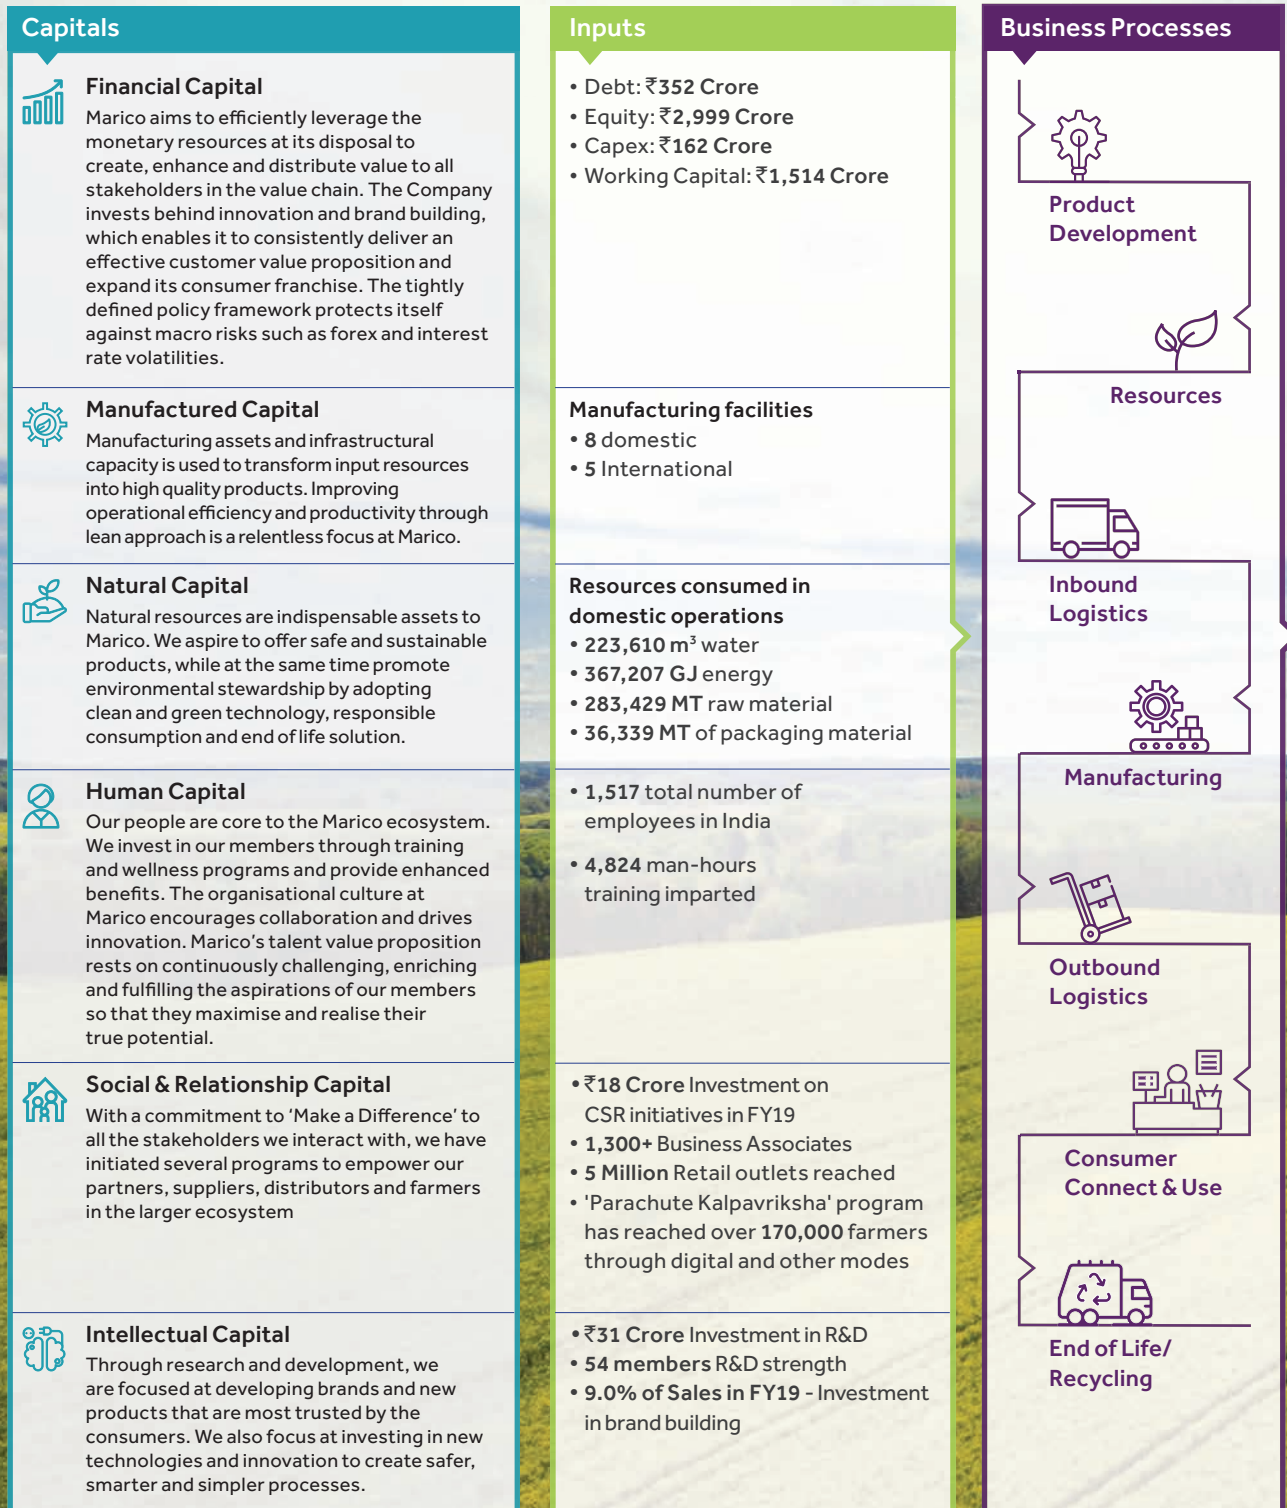 Capitals
Financial Capital
Marico aims to efficiently leverage the
monetary resources at its disposal to
create, enhance and distribute value to all
stakeholders in the value chain. The Company
invests behind innovation and brand building,
which enables it to consistently deliver an
effective customer value proposition and
expand its consumer franchise. The tightly
defined policy framework protects itself
against macro risks such as forex and interest
rate volatilities.
Manufactured Capital
Manufacturing assets and infrastructural
capacity is used to transform input resources
into high quality products. Improving
operational efficiency and productivity through
lean approach is a relentless focus at Marico.
Natural Capital
Natural resources are indispensable assets to
Marico. We aspire to offer safe and sustainable
products, while at the same time promote
environmental stewardship by adopting
clean and green technology, responsible
consumption and end of life solution.
Human Capital
Our people are core to the Marico ecosystem.
We invest in our members through training
and wellness programs and provide enhanced
benefits. The organisational culture at
Marico encourages collaboration and drives
innovation. Marico's talent value proposition
rests on continuously challenging, enriching
and fulfilling the aspirations of our members
so that they maximise and realise their
true potential.
Social & Relationship Capital
With a commitment to 'Make a Difference' to
all the stakeholders we interact with, we have
initiated several programs to empower our
partners, suppliers, distributors and farmers
in the larger ecosystem
Intellectual Capital
Through research and development, we
are focused at developing brands and new
products that are most trusted by the
consumers. We also focus at investing in new
technologies and innovation to create safer,
smarter and simpler processes.
Inputs
• Debt: ₹352 Crore
• Equity: ₹2,999 Crore
• Capex: ₹162 Crore
• Working Capital: ₹1,514 Crore
Manufacturing facilities
• 8 domestic
• 5 International
Resources consumed in
domestic operations
• 223,610 m³ water
• 367,207 GJ energy
• 283,429 MT raw material
• 36,339 MT of packaging material
• 1,517 total number of
employees in India
• 4,824 man-hours
training imparted
• ₹18 Crore Investment on
CSR initiatives in FY19
• 1,300+ Business Associates
• 5 Million Retail outlets reached
• 'Parachute Kalpavriksha' program
has reached over 170,000 farmers
through digital and other modes
• ₹31 Crore Investment in R&D
• 54 members R&D strength
• 9.0% of Sales in FY19 - Investment
in brand building
Business Processes
Product
Development
Resources
Inbound
Logistics
Manufacturing
Outbound
Logistics
Consumer
Connect & Use
End of Life/
Recycling